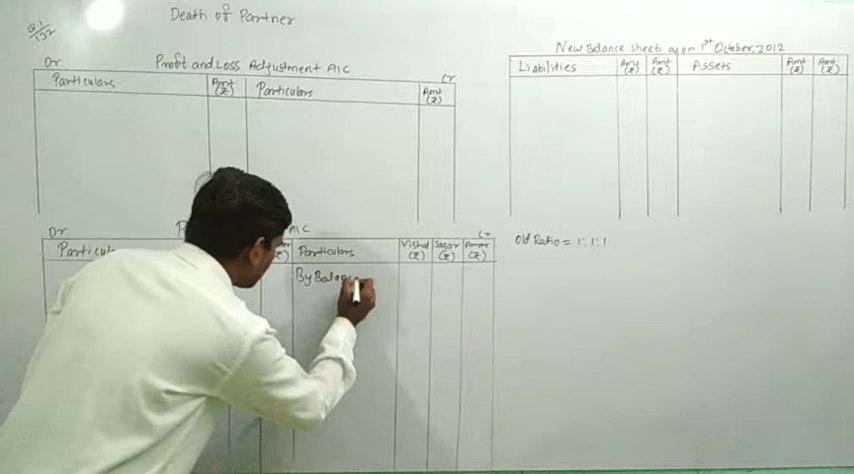 Q.1
132
Death of Partner
Dr Profit and Loss Adjustment A/C Cr
Particulars Amt (₹) Particulars Amt (₹)
New Balance sheet as on 1st October, 2012
Liabilities Amt (₹) Amt (₹) Assets Amt (₹) Amt (₹)
Dr A/C Cr
Particulars Vishal (₹) Sagar (₹) Amar (₹)
By Balance
Old Ratio = 1:1:1